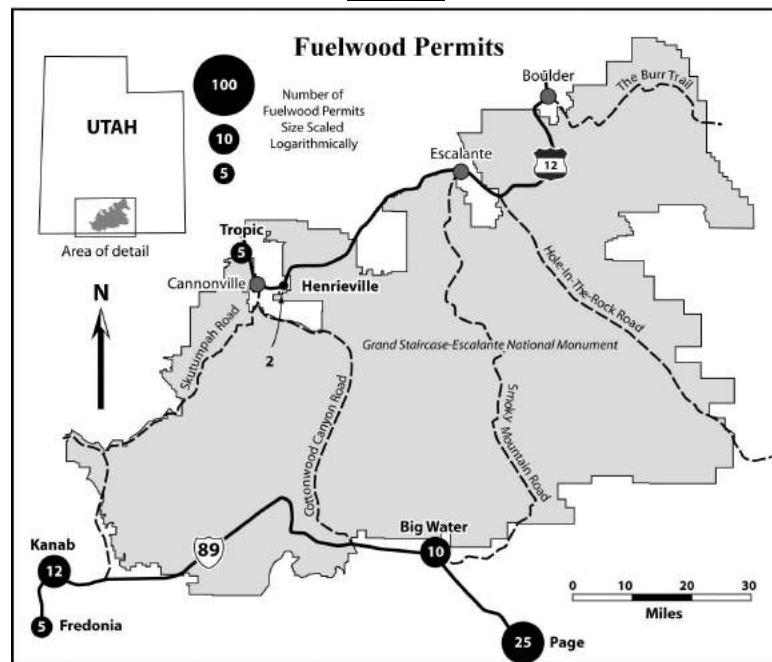 Fuelwood Permits
100
10
5
Number of
Fuelwood Permits
Size Scaled
Logarithmically
UTAH
Area of detail
N
Boulder
The Burr Trail
Escalante
12
Tropic
5
Cannonville
Henrieville
2
Skutumpah Road
Hole-In-The-Rock Road
Grand Staircase-Escalante National Monument
Cottonwood Canyon Road
Smoky Mountain Road
Big Water
10
89
Kanab
12
5
Fredonia
25
Page
0 10 20 30
Miles